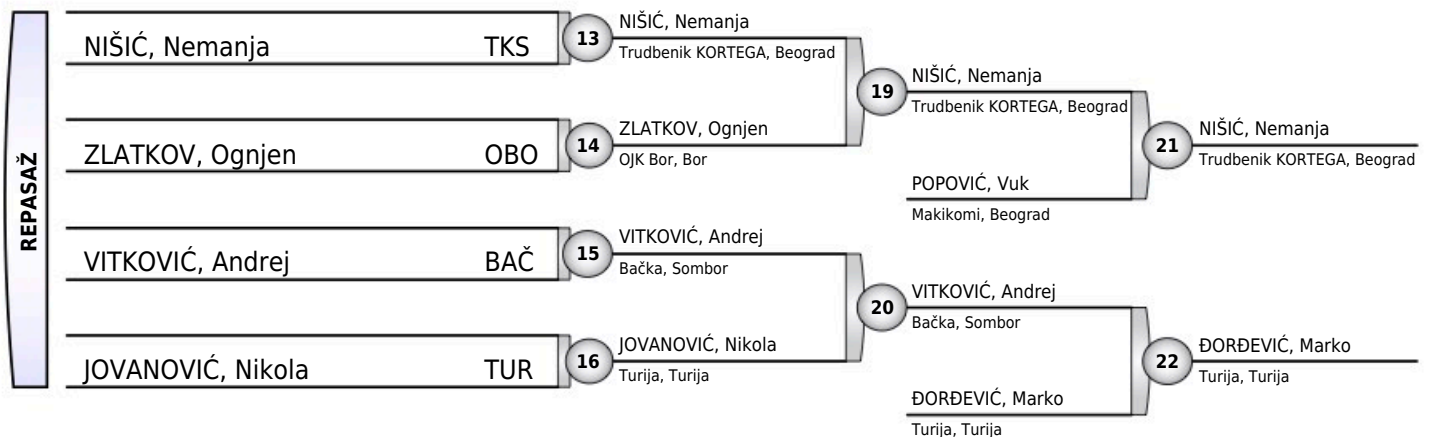 REPASAŽ
NIŠIĆ, Nemanja TKS
13
NIŠIĆ, Nemanja
Trudbenik KORTEGA, Beograd
ZLATKOV, Ognjen OBO
14
ZLATKOV, Ognjen
OJK Bor, Bor
VITKOVIĆ, Andrej BAČ
15
VITKOVIĆ, Andrej
Bačka, Sombor
JOVANOVIĆ, Nikola TUR
16
JOVANOVIĆ, Nikola
Turija, Turija
19
NIŠIĆ, Nemanja
Trudbenik KORTEGA, Beograd
POPOVIĆ, Vuk
Makikomi, Beograd
20
VITKOVIĆ, Andrej
Bačka, Sombor
ĐORĐEVIĆ, Marko
Turija, Turija
21
NIŠIĆ, Nemanja
Trudbenik KORTEGA, Beograd
22
ĐORĐEVIĆ, Marko
Turija, Turija